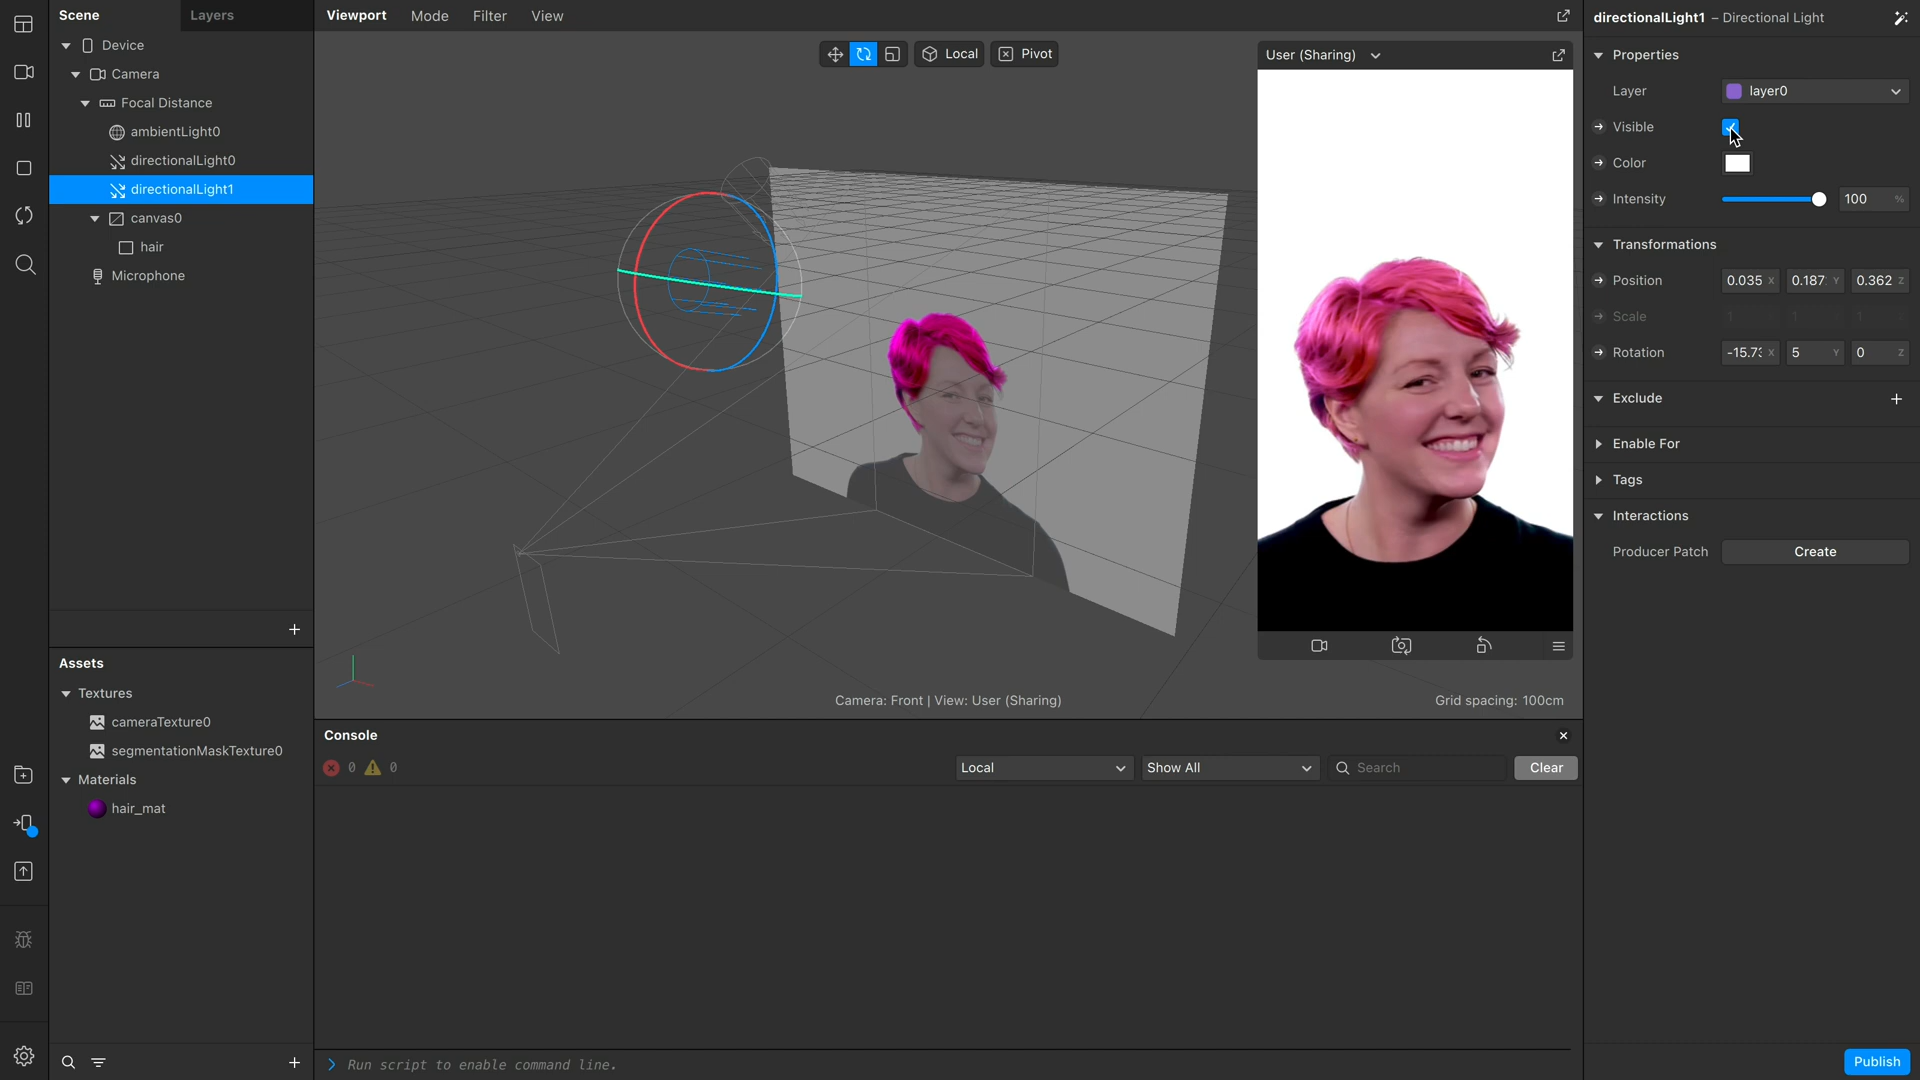 Scene
Layers
Device
Camera
Focal Distance
ambientLight0
directionalLight0
directionalLight1
canvas0
hair
Microphone
Assets
Textures
cameraTexture0
segmentationMaskTexture0
Materials
hair_mat
Viewport Mode Filter View
Local
Pivot
User (Sharing)
Camera: Front | View: User (Sharing)
Grid spacing: 100cm
Console
0 0
Local
Show All
Search
Clear
Run script to enable command line.
directionalLight1 – Directional Light
Properties
Layer layer0
Visible
Color
Intensity 100 %
Transformations
Position 0.035 X 0.187 Y 0.362 Z
Scale 1 1 1
Rotation -15.73 X 5 Y 0 Z
Exclude
Enable For
Tags
Interactions
Producer Patch Create
Publish